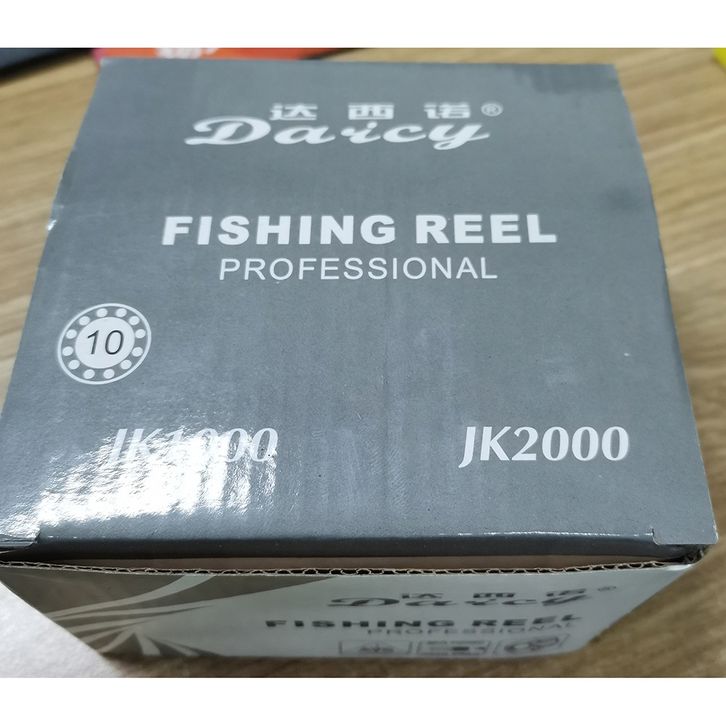 达西诺®
Daicy
FISHING REEL
PROFESSIONAL
10
JK1000
JK2000
达西诺®
Daicy
FISHING REEL
PROFESSIONAL